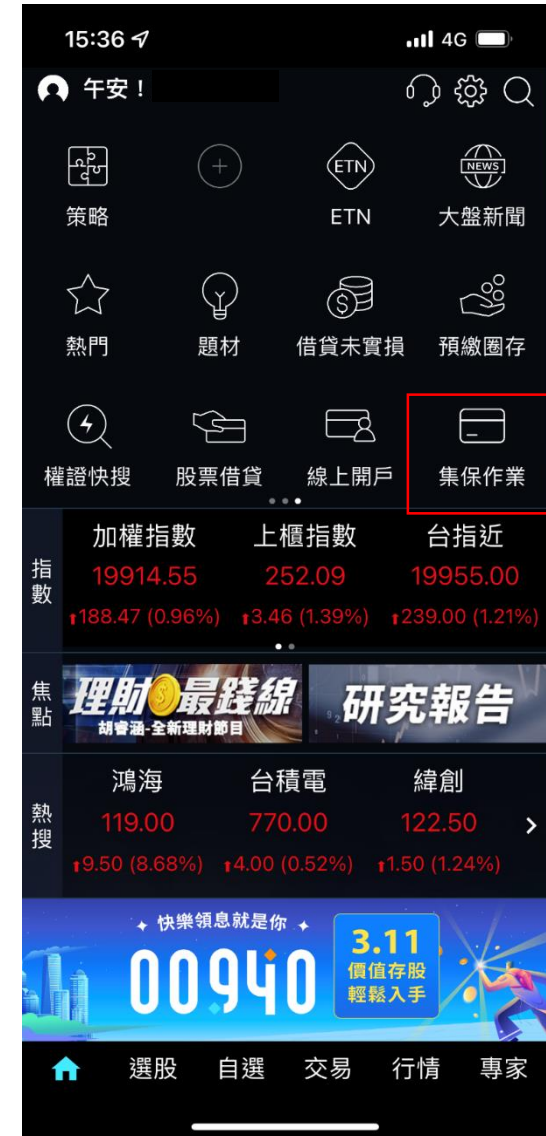 15:36
4G
午安！
策略
ETN
ETN
NEWS
大盤新聞
熱門
題材
借貸未實損
預繳圈存
權證快搜
股票借貸
線上開戶
集保作業
指數
加權指數
上櫃指數
台指近
19914.55
252.09
19955.00
188.47 (0.96%)
3.46 (1.39%)
239.00 (1.21%)
焦點
理財最錢線
胡睿涵-全新理財節目
研究報告
熱搜
鴻海
台積電
緯創
119.00
770.00
122.50
9.50 (8.68%)
4.00 (0.52%)
1.50 (1.24%)
快樂領息就是你
00940
3.11
價值存股
輕鬆入手
選股
自選
交易
行情
專家